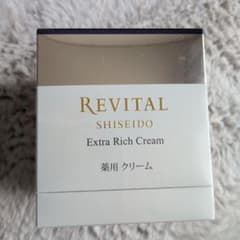 REVITAL
SHISEIDO
Extra Rich Cream
薬用 クリーム